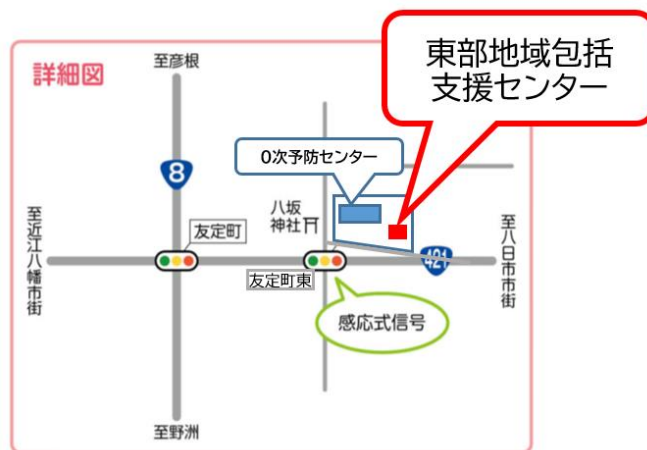 詳細図
至彦根
東部地域包括
支援センター
0次予防センター
8
八坂
神社
至近江八幡市街
友定町
至八日市市街
421
友定町東
感応式信号
至野洲